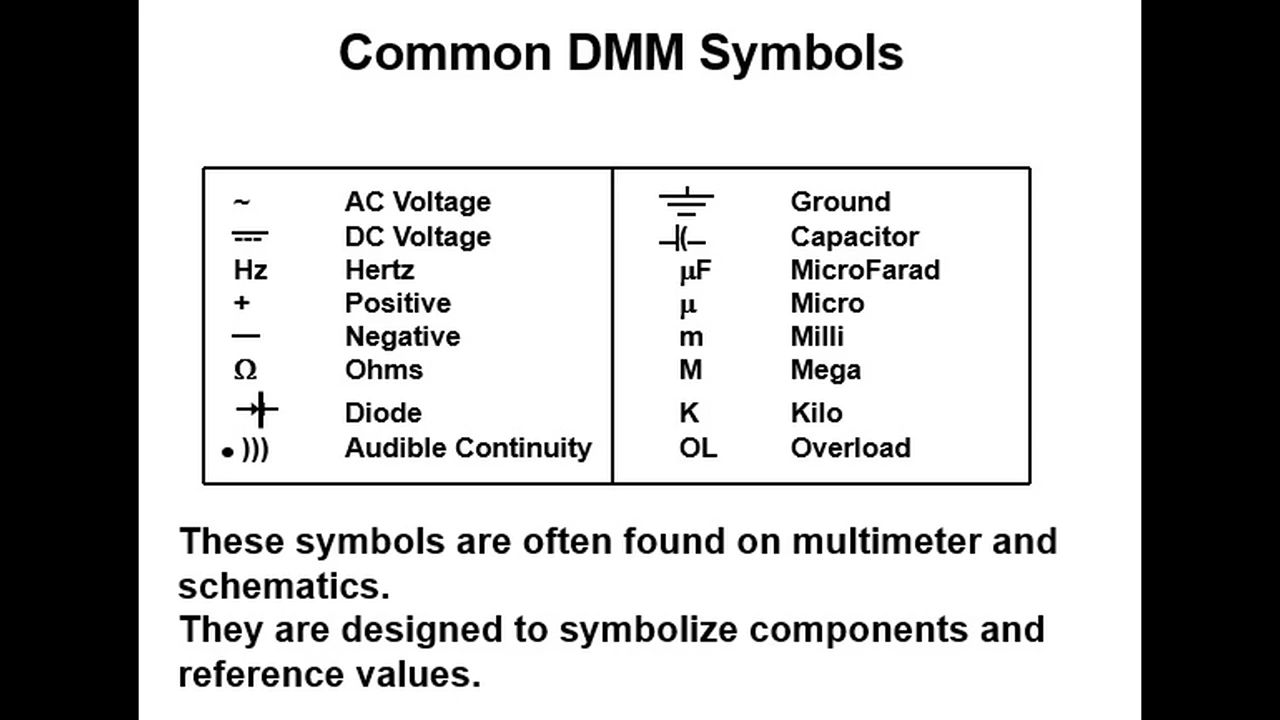 Common DMM Symbols
~ AC Voltage
⎓ DC Voltage
Hz Hertz
+ Positive
— Negative
Ω Ohms
Diode
•))) Audible Continuity
Ground
Capacitor
µF MicroFarad
µ Micro
m Milli
M Mega
K Kilo
OL Overload
These symbols are often found on multimeter and
schematics.
They are designed to symbolize components and
reference values.